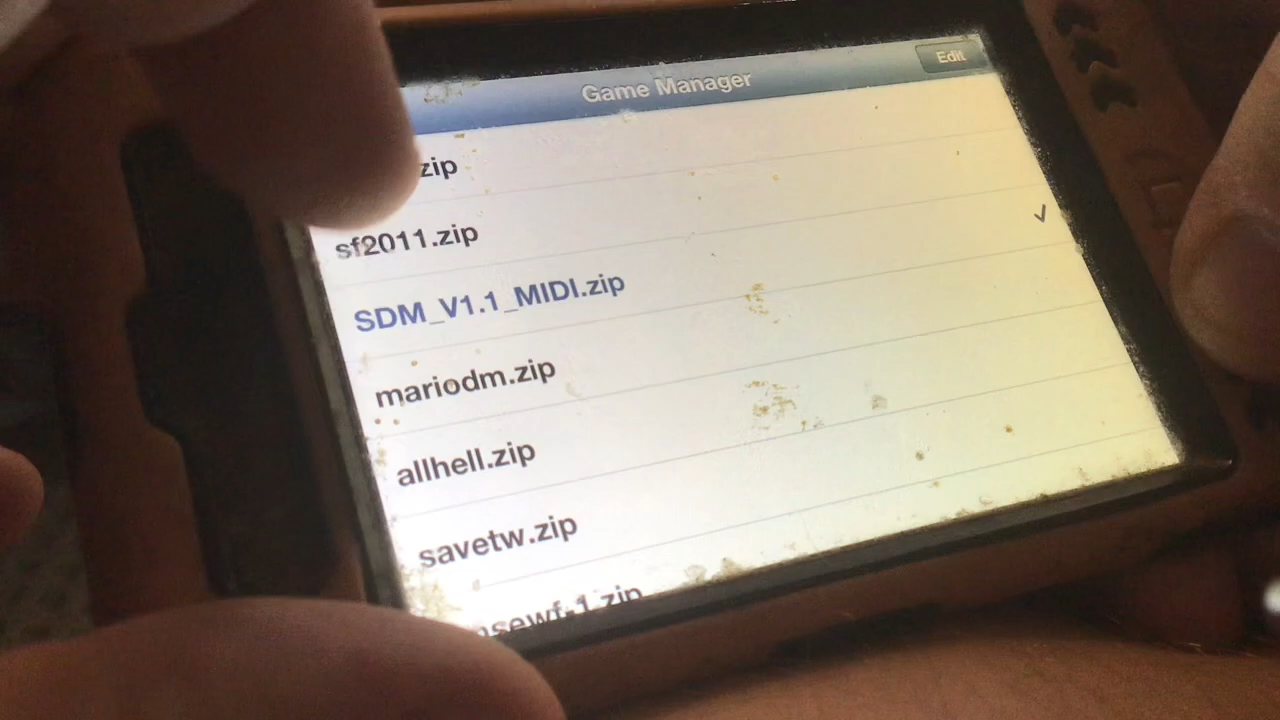 Game Manager
Edit
.zip
sf2011.zip
SDM_V1.1_MIDI.zip
mariodm.zip
allhell.zip
savetw.zip